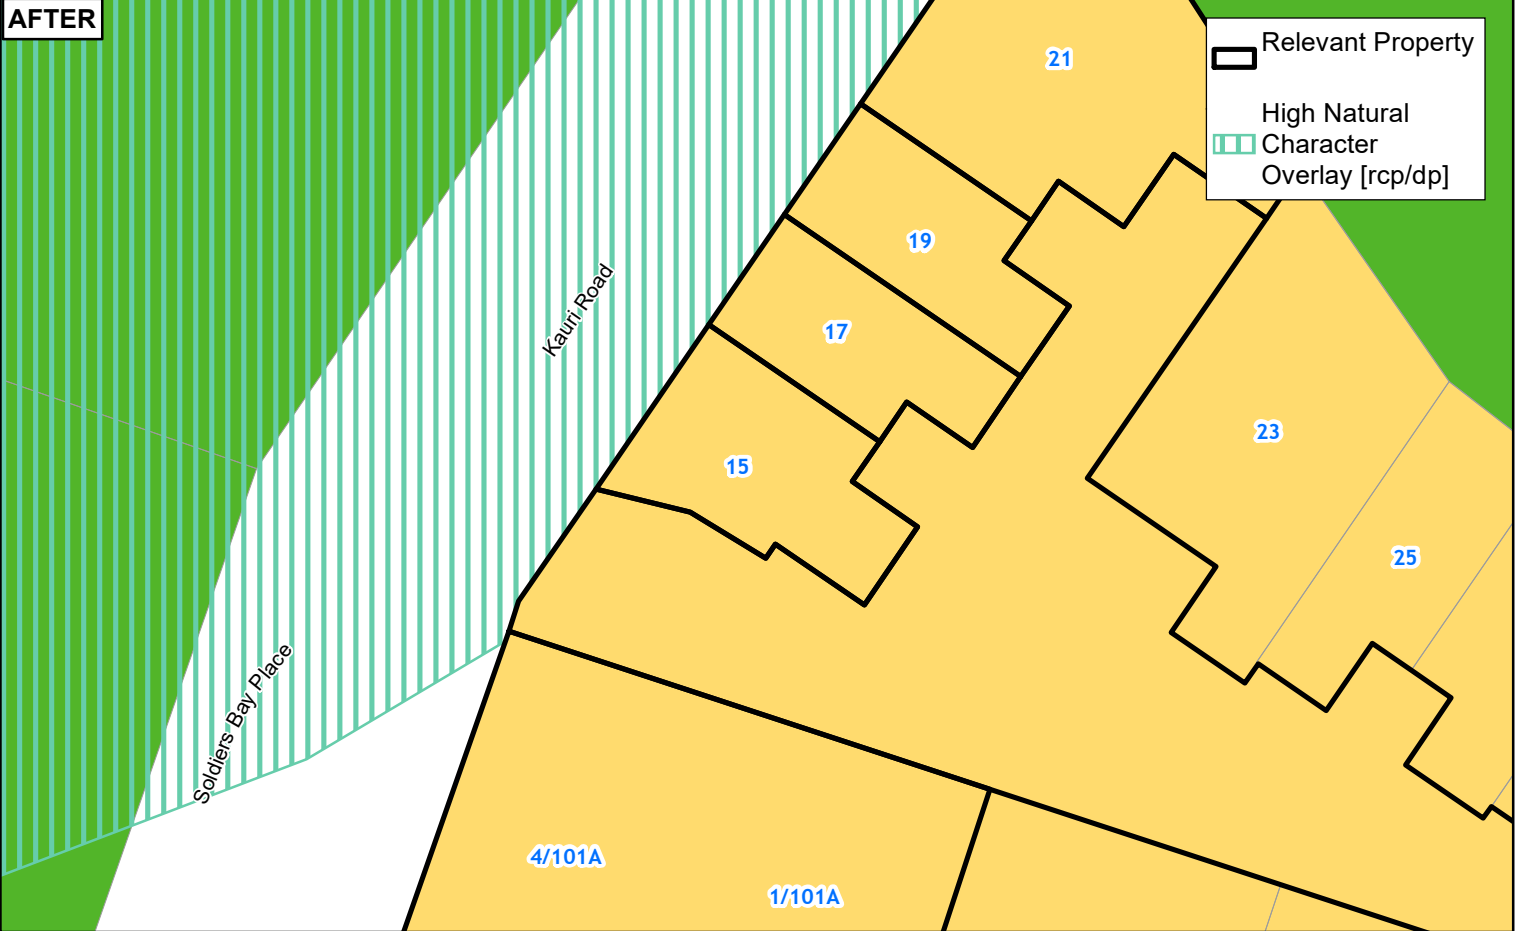 AFTER
21
Relevant Property
High Natural
Character
Overlay [rcp/dp]
19
Kauri Road
17
23
15
25
Soldiers Bay Place
4/101A
1/101A